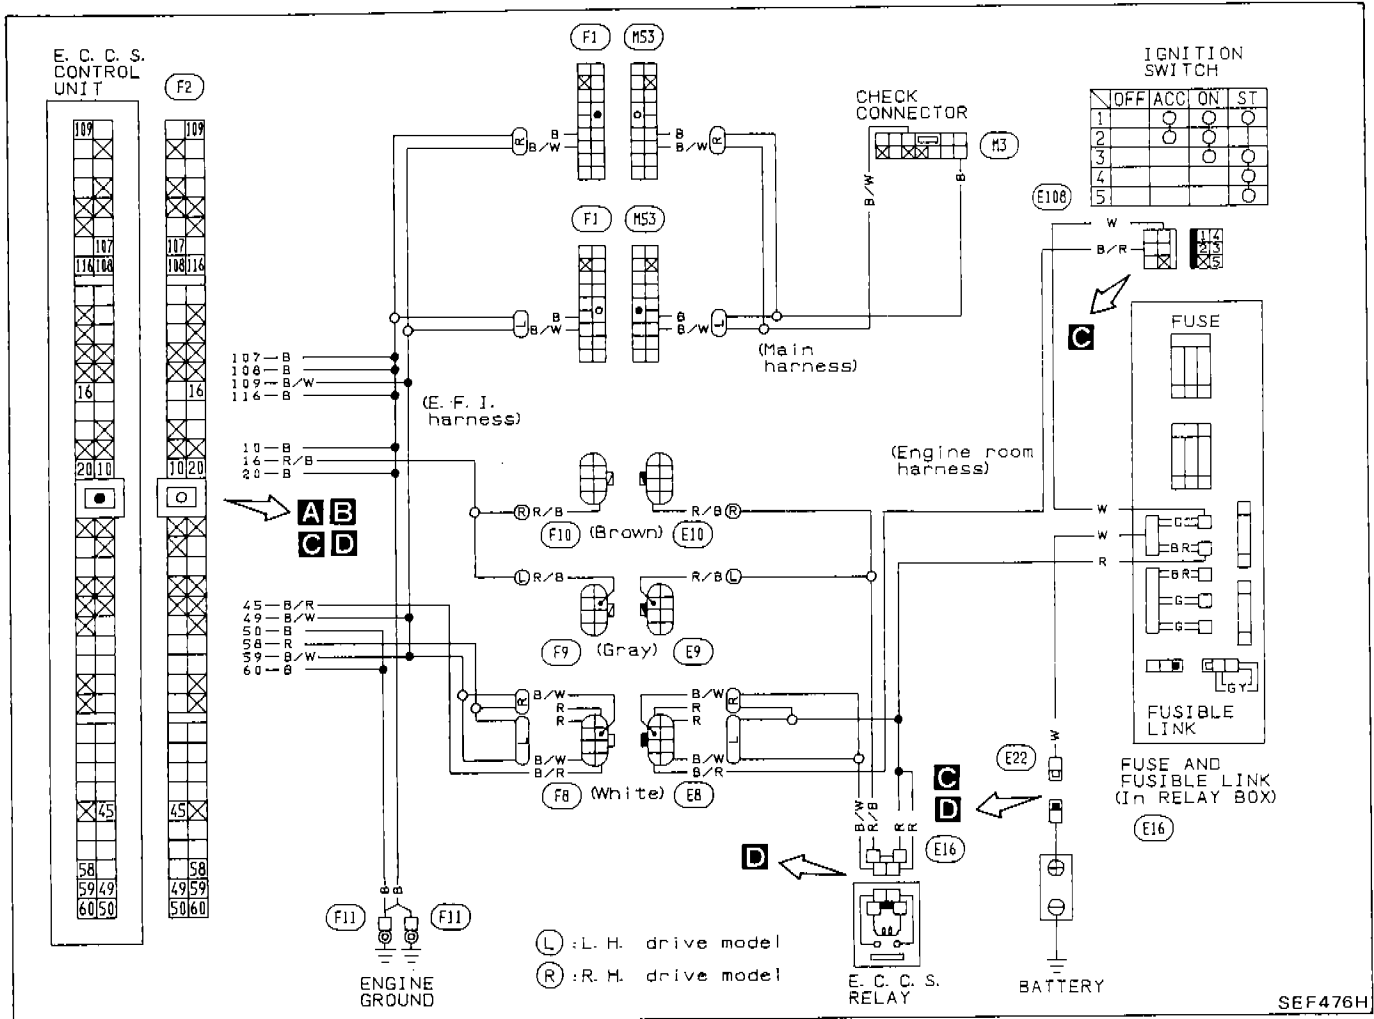 E. C. C. S.
CONTROL
UNIT
F2
109
109
107
116 108
107
108 116
16
16
20 10
10 20
45
45
58
58
59 49
49 59
60 50
50 60
F1
M53
R
B
B/W
B
B/W
R
F1
M53
L
B
B/W
B
B/W
L
CHECK
CONNECTOR
M3
B/W
B
(Main
harness)
IGNITION
SWITCH
OFF ACC ON ST
1
2
3
4
5
E108
W
B/R
1 4
2 3
5
C
107-B
108-B
109-B/W
116-B
(E. F. I.
harness)
10-B
16-R/B
20-B
A B
C D
45-B/R
49-B/W
50-B
58-R
59-B/W
60-B
R R/B
F10 (Brown) E10
R/B R
L R/B
F9 (Gray) E9
R/B L
(Engine room
harness)
R
B/W
R
R
L
B/W
B/R
B/W
R
R
R
L
B/W
B/R
F8 (White) E8
FUSE
W
W
R
G
BR
BR
G
G
GY
FUSIBLE
LINK
FUSE AND
FUSIBLE LINK
(In RELAY BOX)
E16
W
E22
C
D
B/W
R/B
R
R
E16
D
E. C. C. S.
RELAY
BATTERY
B B
F11
F11
ENGINE
GROUND
L :L. H. drive model
R :R. H. drive model
SEF476H